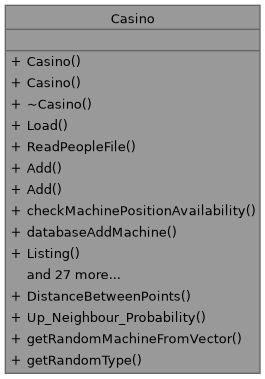 Casino
+ Casino()
+ Casino()
+ ~Casino()
+ Load()
+ ReadPeopleFile()
+ Add()
+ Add()
+ checkMachinePositionAvailability()
+ databaseAddMachine()
+ Listing()
and 27 more...
+ DistanceBetweenPoints()
+ Up_Neighbour_Probability()
+ getRandomMachineFromVector()
+ getRandomType()